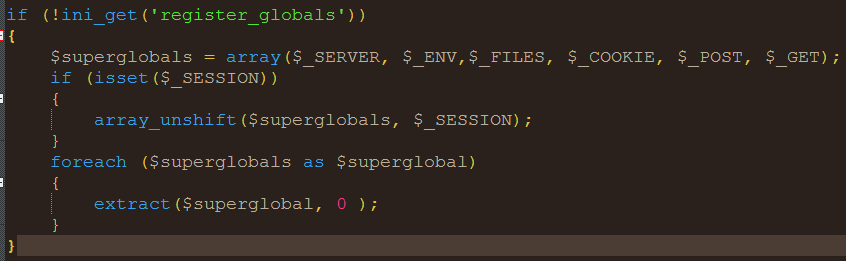 if (!ini_get('register_globals'))
{
$superglobals = array($_SERVER, $_ENV,$_FILES, $_COOKIE, $_POST, $_GET);
if (isset($_SESSION))
{
array_unshift($superglobals, $_SESSION);
}
foreach ($superglobals as $superglobal)
{
extract($superglobal, 0 );
}
}